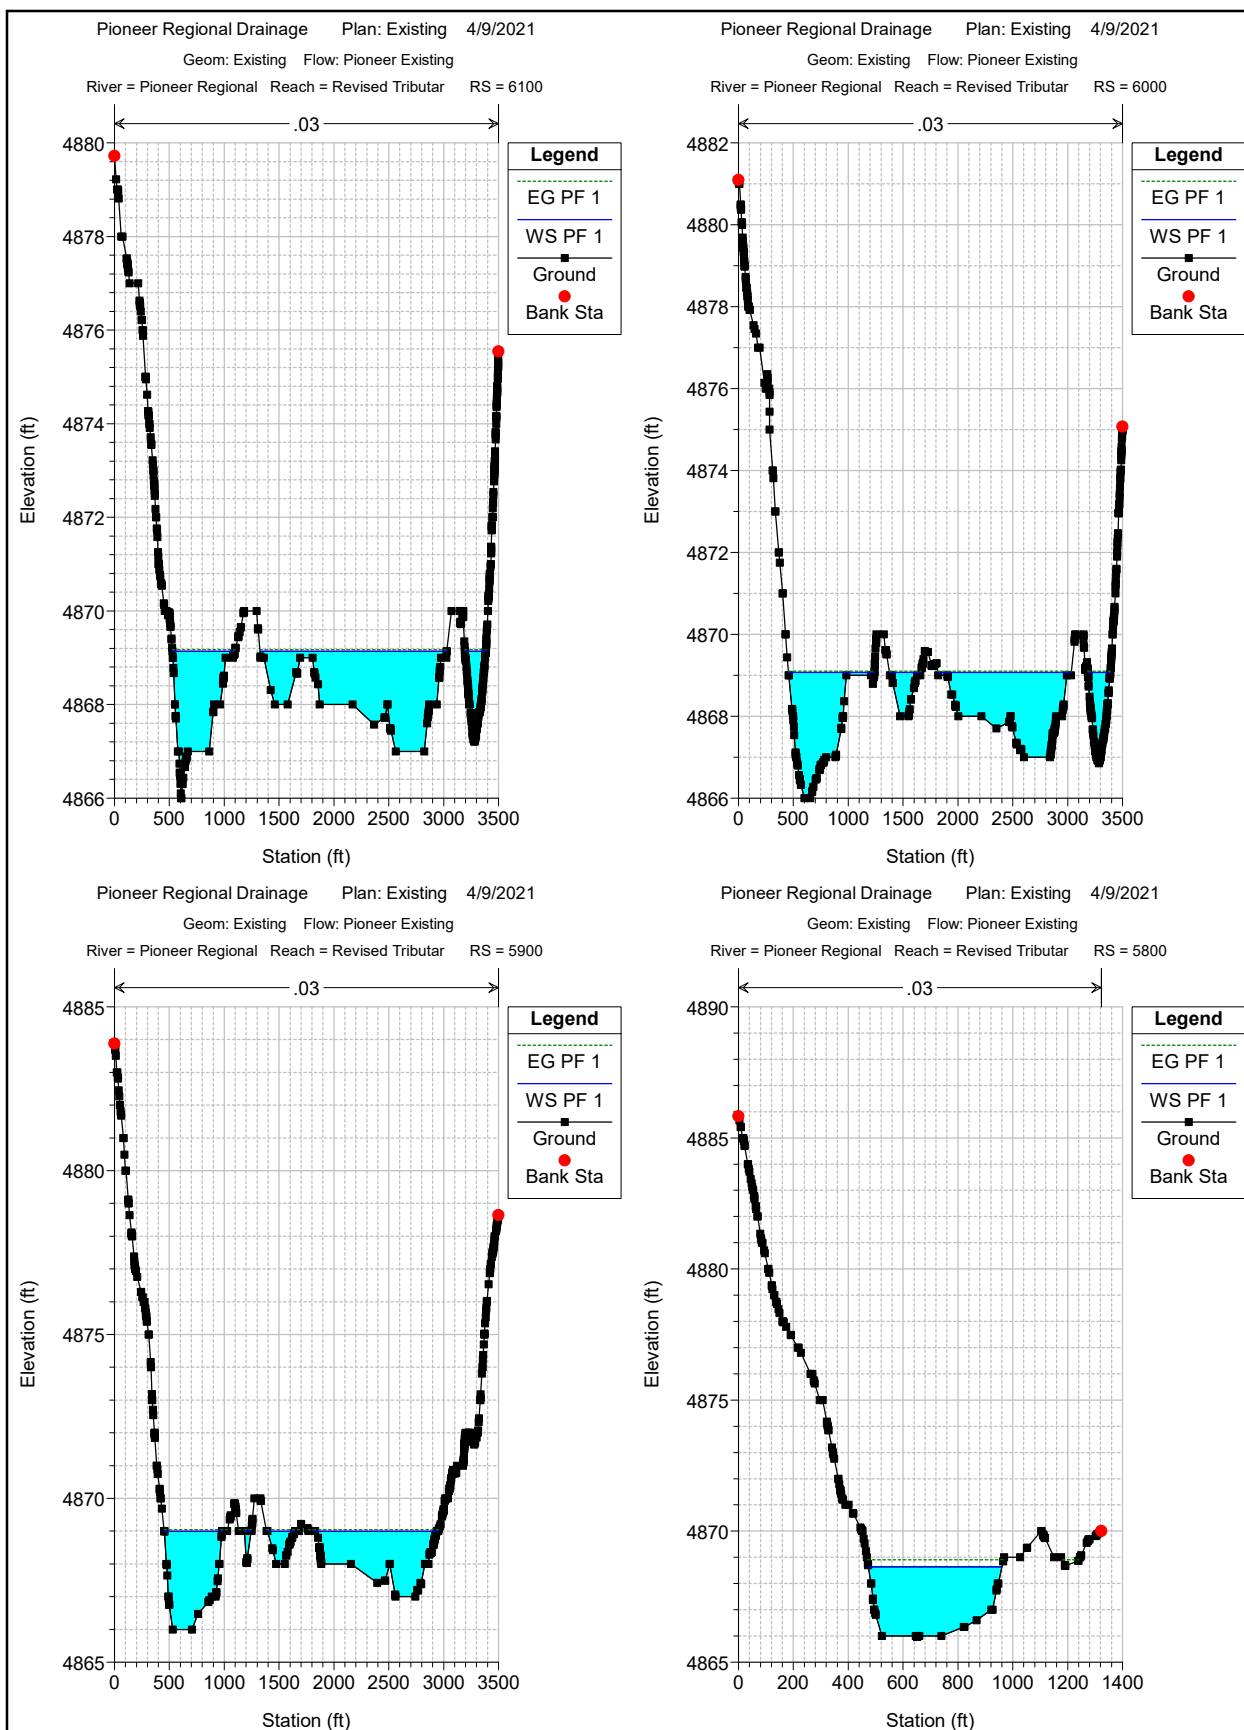 Pioneer Regional Drainage Plan: Existing 4/9/2021
Geom: Existing Flow: Pioneer Existing
River = Pioneer Regional Reach = Revised Tributar RS = 6100
.03
4880
4878
4876
4874
4872
4870
4868
4866
Elevation (ft)
0 500 1000 1500 2000 2500 3000 3500
Station (ft)
Legend
EG PF 1
WS PF 1
Ground
Bank Sta
Pioneer Regional Drainage Plan: Existing 4/9/2021
Geom: Existing Flow: Pioneer Existing
River = Pioneer Regional Reach = Revised Tributar RS = 6000
.03
4882
4880
4878
4876
4874
4872
4870
4868
4866
Elevation (ft)
0 500 1000 1500 2000 2500 3000 3500
Station (ft)
Legend
EG PF 1
WS PF 1
Ground
Bank Sta
Pioneer Regional Drainage Plan: Existing 4/9/2021
Geom: Existing Flow: Pioneer Existing
River = Pioneer Regional Reach = Revised Tributar RS = 5900
.03
4885
4880
4875
4870
4865
Elevation (ft)
0 500 1000 1500 2000 2500 3000 3500
Station (ft)
Legend
EG PF 1
WS PF 1
Ground
Bank Sta
Pioneer Regional Drainage Plan: Existing 4/9/2021
Geom: Existing Flow: Pioneer Existing
River = Pioneer Regional Reach = Revised Tributar RS = 5800
.03
4890
4885
4880
4875
4870
4865
Elevation (ft)
0 200 400 600 800 1000 1200 1400
Station (ft)
Legend
EG PF 1
WS PF 1
Ground
Bank Sta